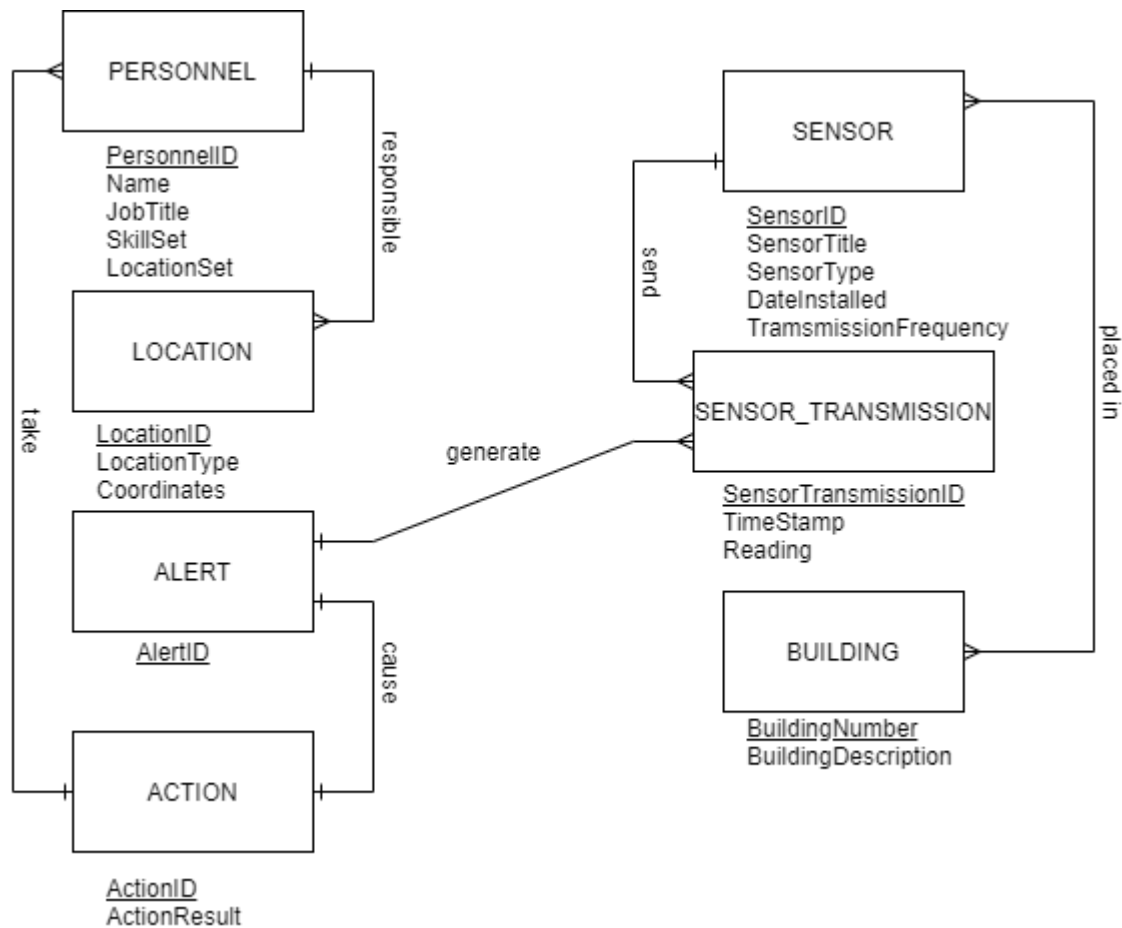 PERSONNEL
PersonnelID
Name
JobTitle
SkillSet
LocationSet
responsible
LOCATION
LocationID
LocationType
Coordinates
take
generate
ALERT
AlertID
cause
ACTION
ActionID
ActionResult
SENSOR
SensorID
SensorTitle
SensorType
DateInstalled
TramsmissionFrequency
send
placed in
SENSOR_TRANSMISSION
SensorTransmissionID
TimeStamp
Reading
BUILDING
BuildingNumber
BuildingDescription